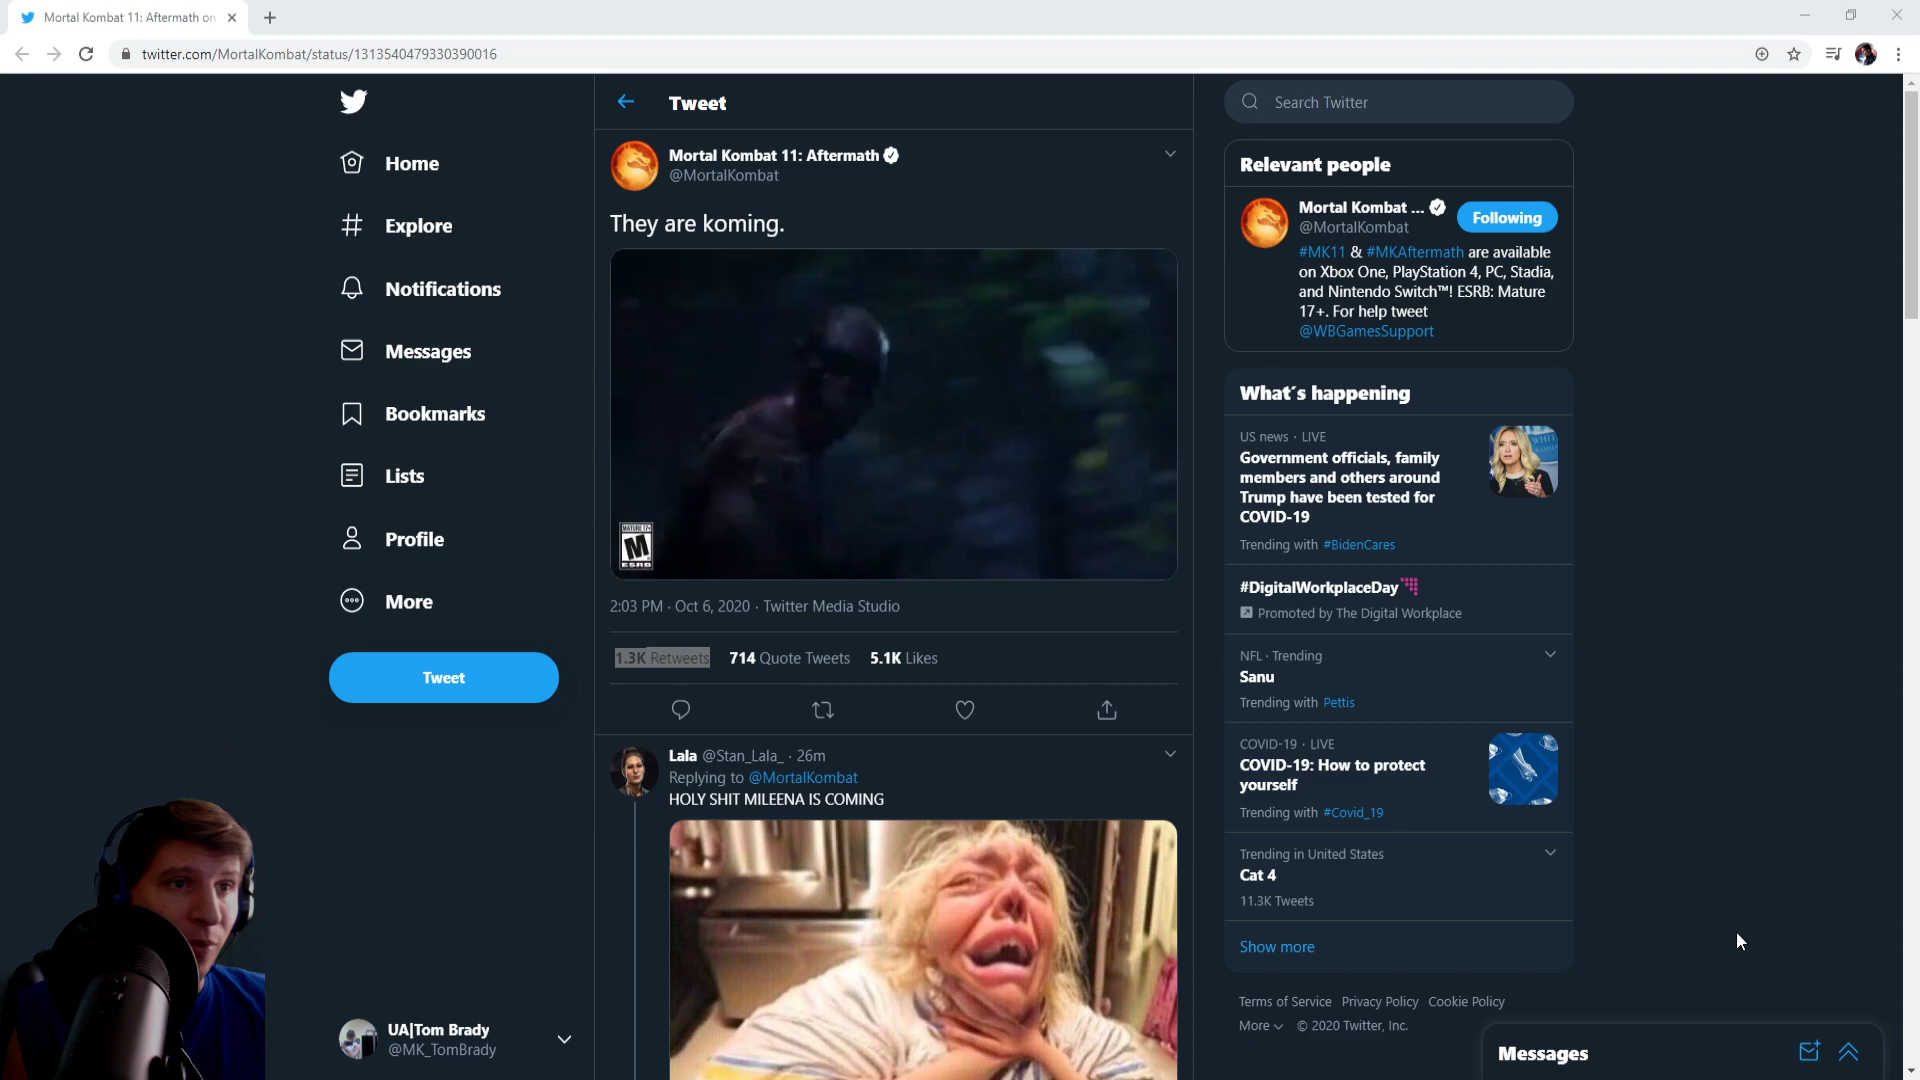 Mortal Kombat 11: Aftermath on
twitter.com/MortalKombat/status/1313540479330390016
Home
Explore
Notifications
Messages
Bookmarks
Lists
Profile
More
Tweet
UA|Tom Brady
@MK_TomBrady
Tweet
Mortal Kombat 11: Aftermath
@MortalKombat
They are koming.
MATURE 17+
M
ESRB
2:03 PM · Oct 6, 2020 · Twitter Media Studio
1.3K Retweets 714 Quote Tweets 5.1K Likes
Lala @Stan_Lala_ · 26m
Replying to @MortalKombat
HOLY SHIT MILEENA IS COMING
Search Twitter
Relevant people
Mortal Kombat ...
Following
@MortalKombat
#MK11 & #MKAftermath are available
on Xbox One, PlayStation 4, PC, Stadia,
and Nintendo Switch™! ESRB: Mature
17+. For help tweet
@WBGamesSupport
What's happening
US news · LIVE
Government officials, family
members and others around
Trump have been tested for
COVID-19
Trending with #BidenCares
#DigitalWorkplaceDay
Promoted by The Digital Workplace
NFL · Trending
Sanu
Trending with Pettis
COVID-19 · LIVE
COVID-19: How to protect
yourself
Trending with #Covid_19
Trending in United States
Cat 4
11.3K Tweets
Show more
Terms of Service Privacy Policy Cookie Policy
More © 2020 Twitter, Inc.
Messages